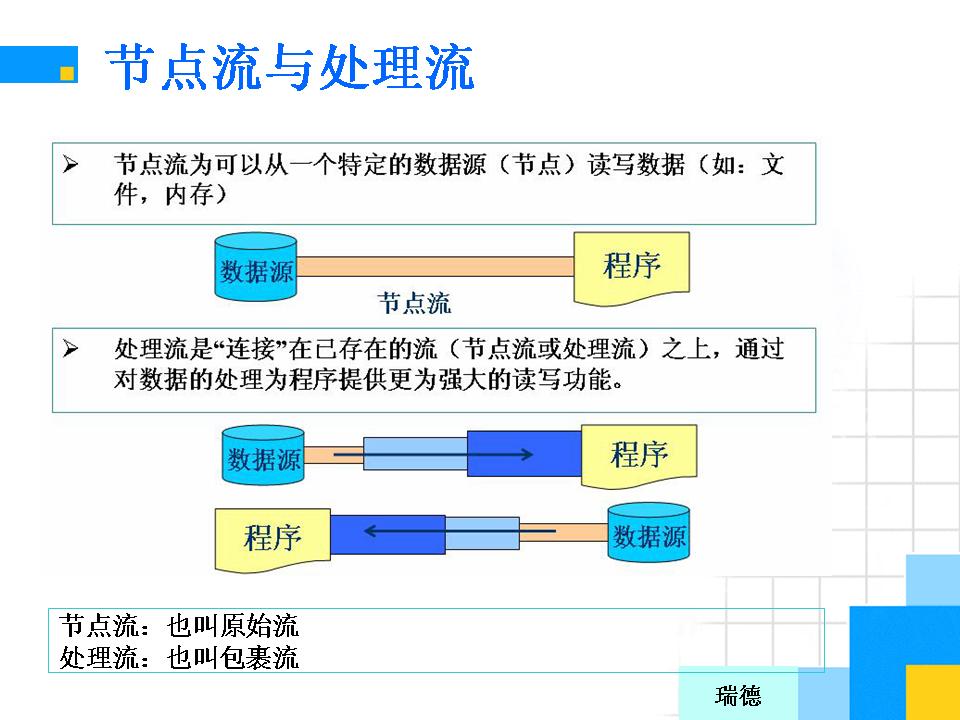 节点流与处理流
➢ 节点流为可以从一个特定的数据源（节点）读写数据（如：文
件，内存）
数据源
程序
节点流
➢ 处理流是“连接”在已存在的流（节点流或处理流）之上，通过
对数据的处理为程序提供更为强大的读写功能。
数据源
程序
程序
数据源
节点流：也叫原始流
处理流：也叫包裹流
瑞德